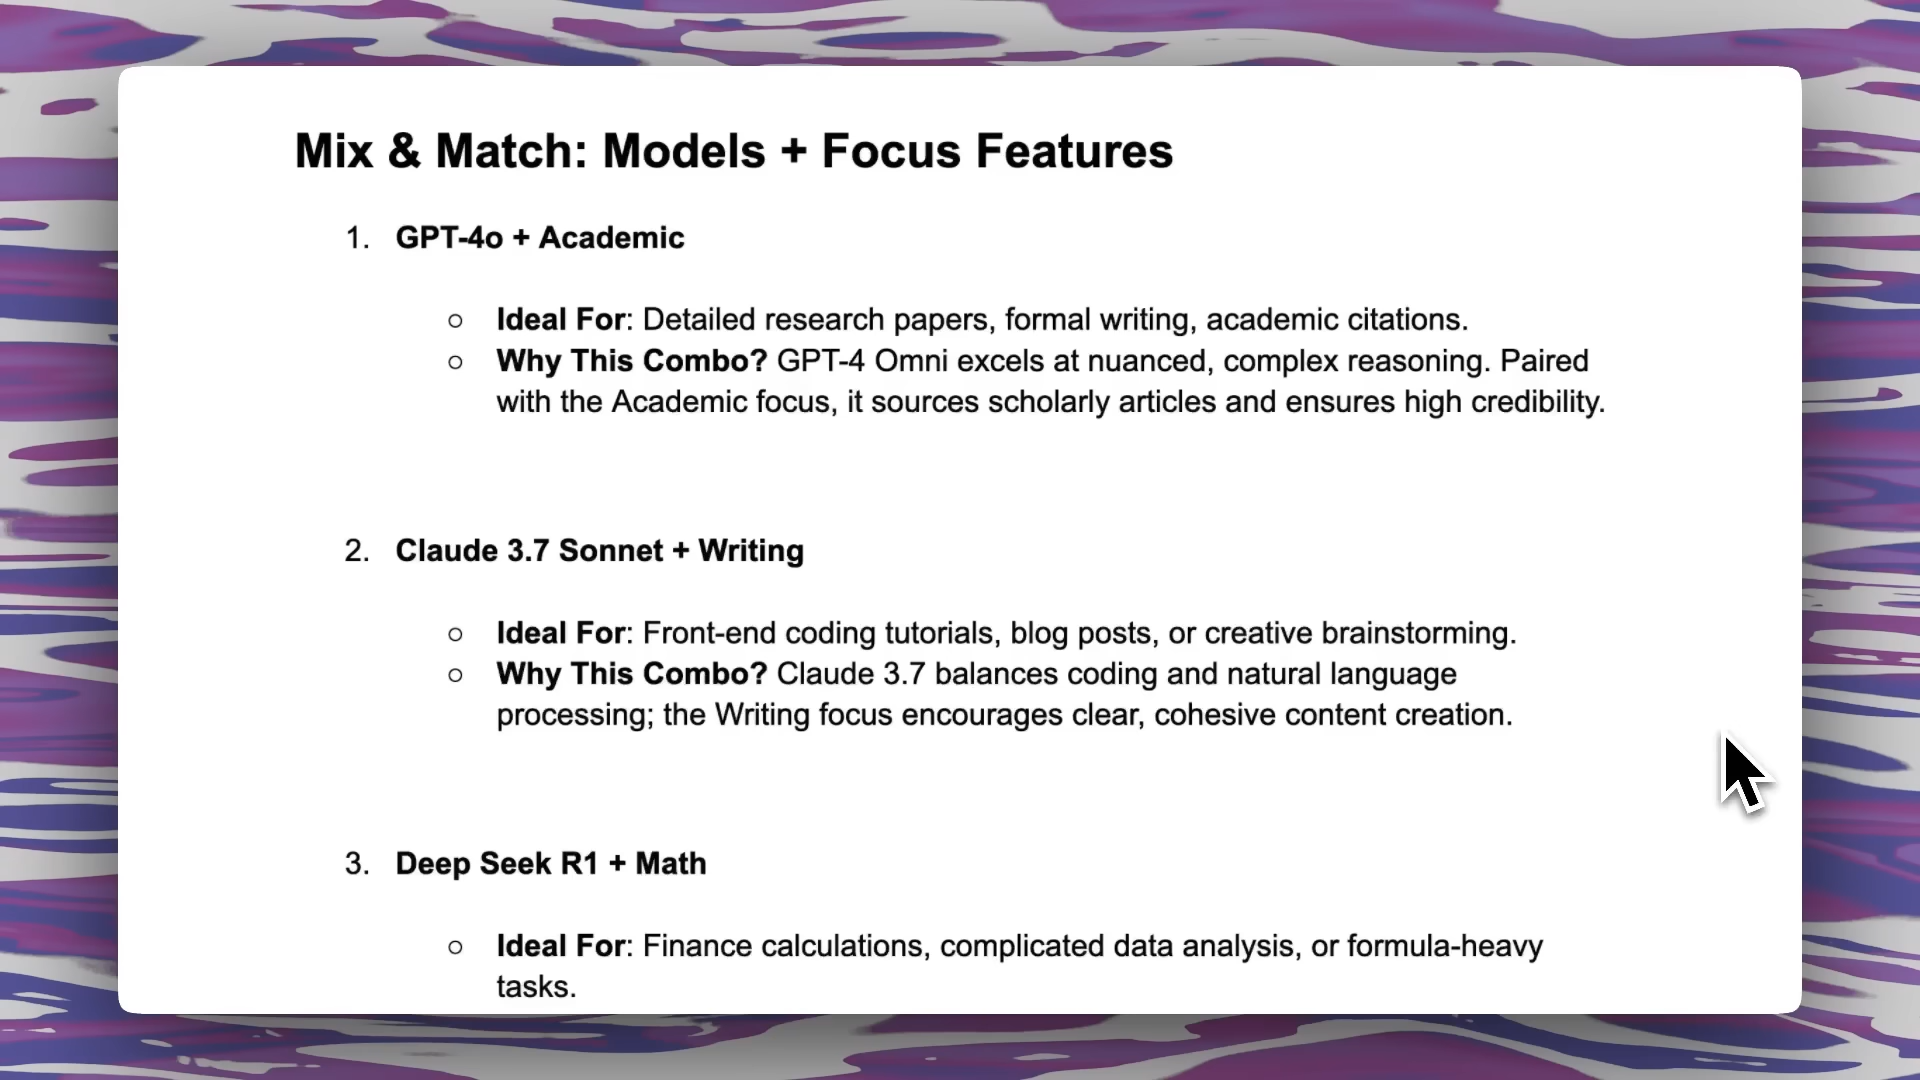 Mix & Match: Models + Focus Features
1. GPT-4o + Academic
○ Ideal For: Detailed research papers, formal writing, academic citations.
○ Why This Combo? GPT-4 Omni excels at nuanced, complex reasoning. Paired
with the Academic focus, it sources scholarly articles and ensures high credibility.
2. Claude 3.7 Sonnet + Writing
○ Ideal For: Front-end coding tutorials, blog posts, or creative brainstorming.
○ Why This Combo? Claude 3.7 balances coding and natural language
processing; the Writing focus encourages clear, cohesive content creation.
3. Deep Seek R1 + Math
○ Ideal For: Finance calculations, complicated data analysis, or formula-heavy
tasks.